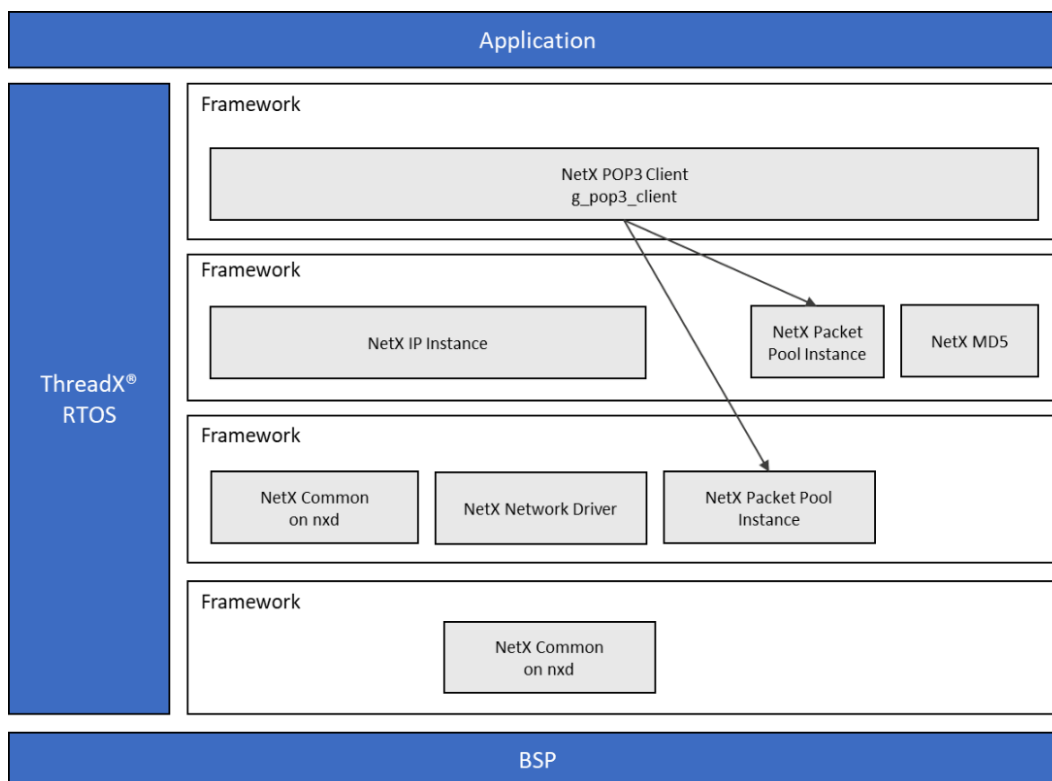 Application
ThreadX®
RTOS
Framework
NetX POP3 Client
g_pop3_client
Framework
NetX IP Instance
NetX Packet
Pool Instance
NetX MD5
Framework
NetX Common
on nxd
NetX Network Driver
NetX Packet Pool
Instance
Framework
NetX Common
on nxd
BSP